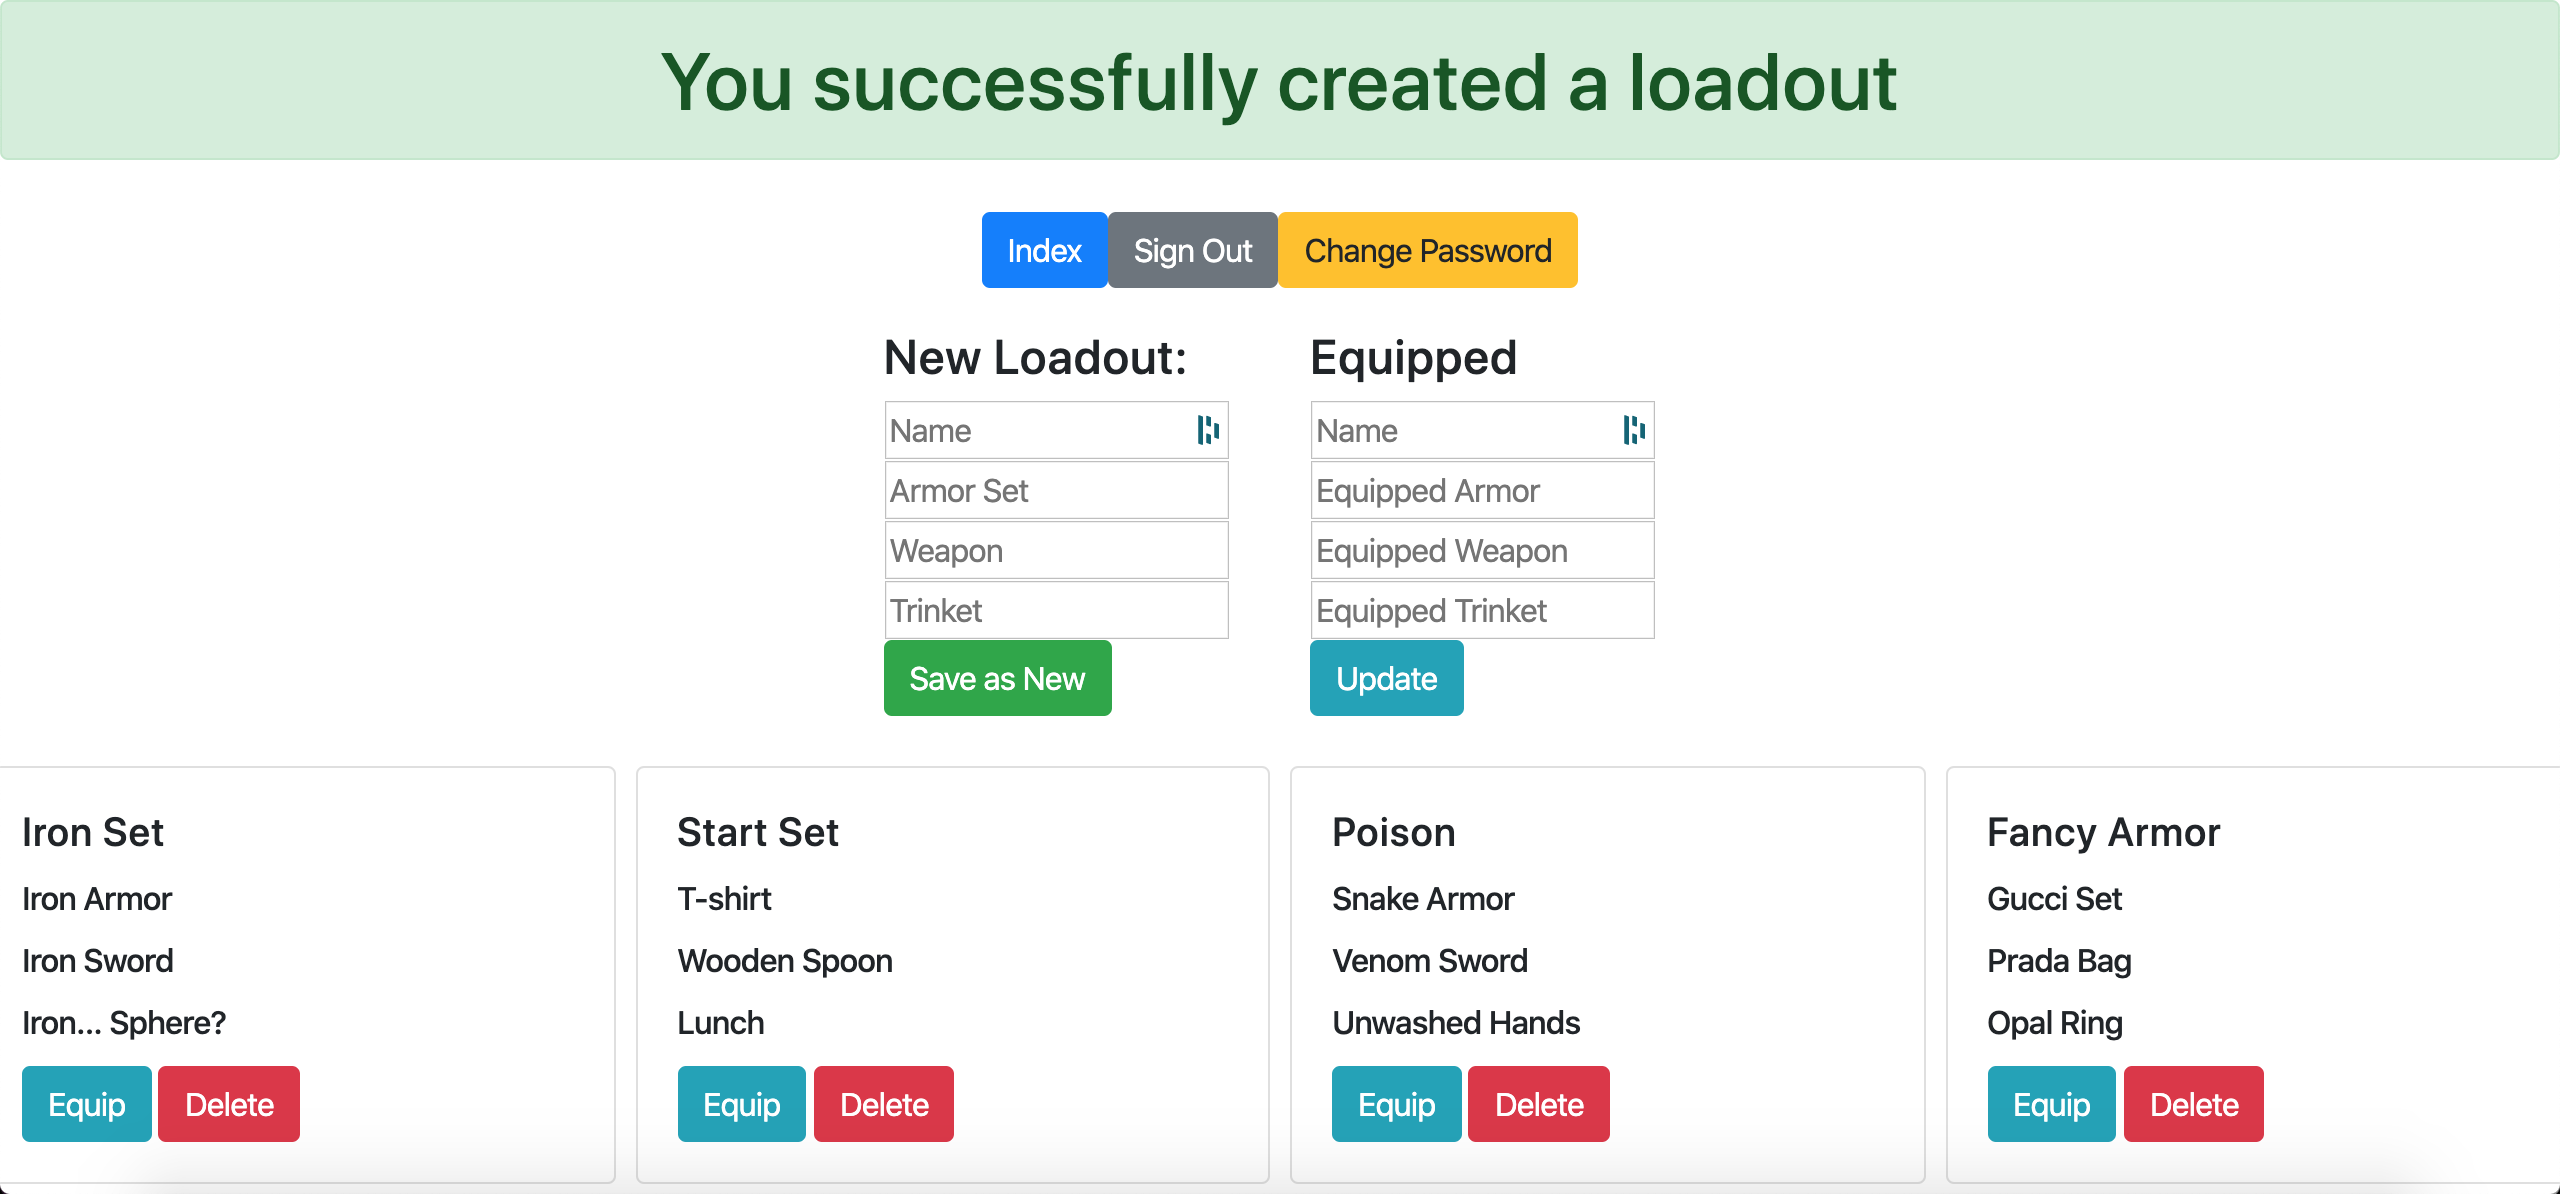 You successfully created a loadout
Index Sign Out Change Password
New Loadout:
Name
Armor Set
Weapon
Trinket
Save as New
Equipped
Name
Equipped Armor
Equipped Weapon
Equipped Trinket
Update
Iron Set
Iron Armor
Iron Sword
Iron... Sphere?
Equip Delete
Start Set
T-shirt
Wooden Spoon
Lunch
Equip Delete
Poison
Snake Armor
Venom Sword
Unwashed Hands
Equip Delete
Fancy Armor
Gucci Set
Prada Bag
Opal Ring
Equip Delete